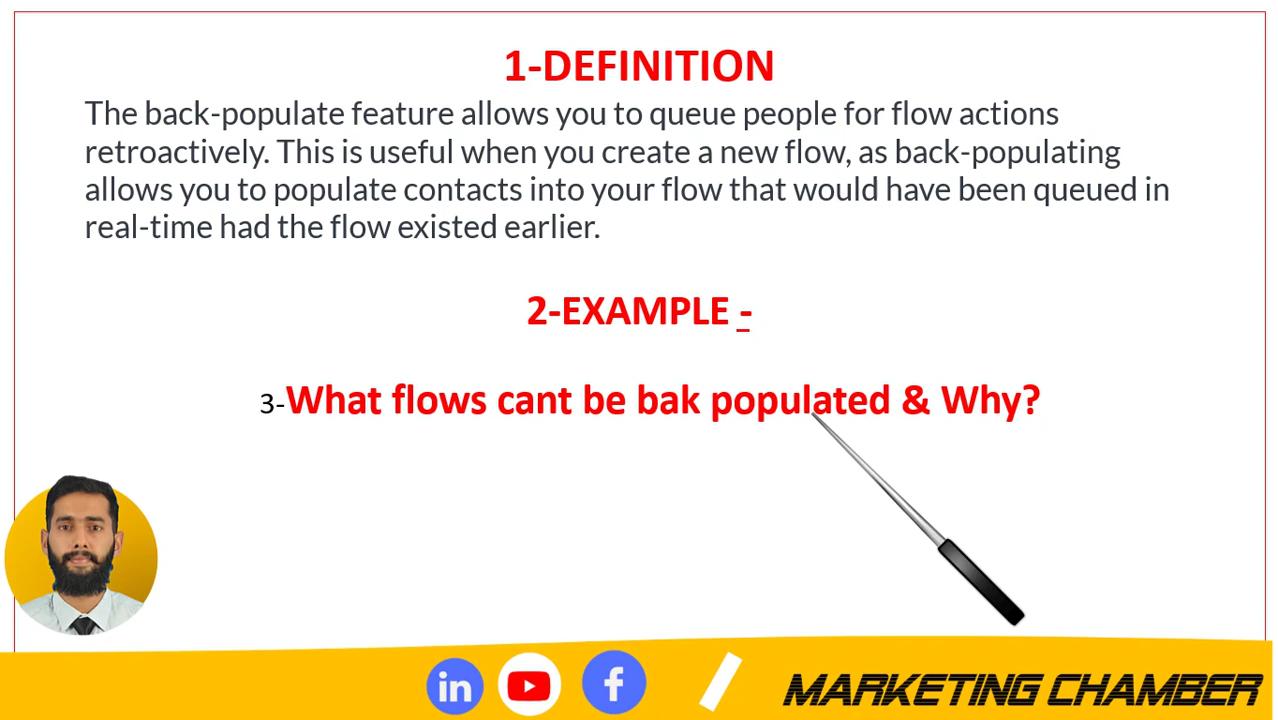 1-DEFINITION
The back-populate feature allows you to queue people for flow actions
retroactively. This is useful when you create a new flow, as back-populating
allows you to populate contacts into your flow that would have been queued in
real-time had the flow existed earlier.
2-EXAMPLE -
3-What flows cant be bak populated & Why?
in
f
MARKETING CHAMBER